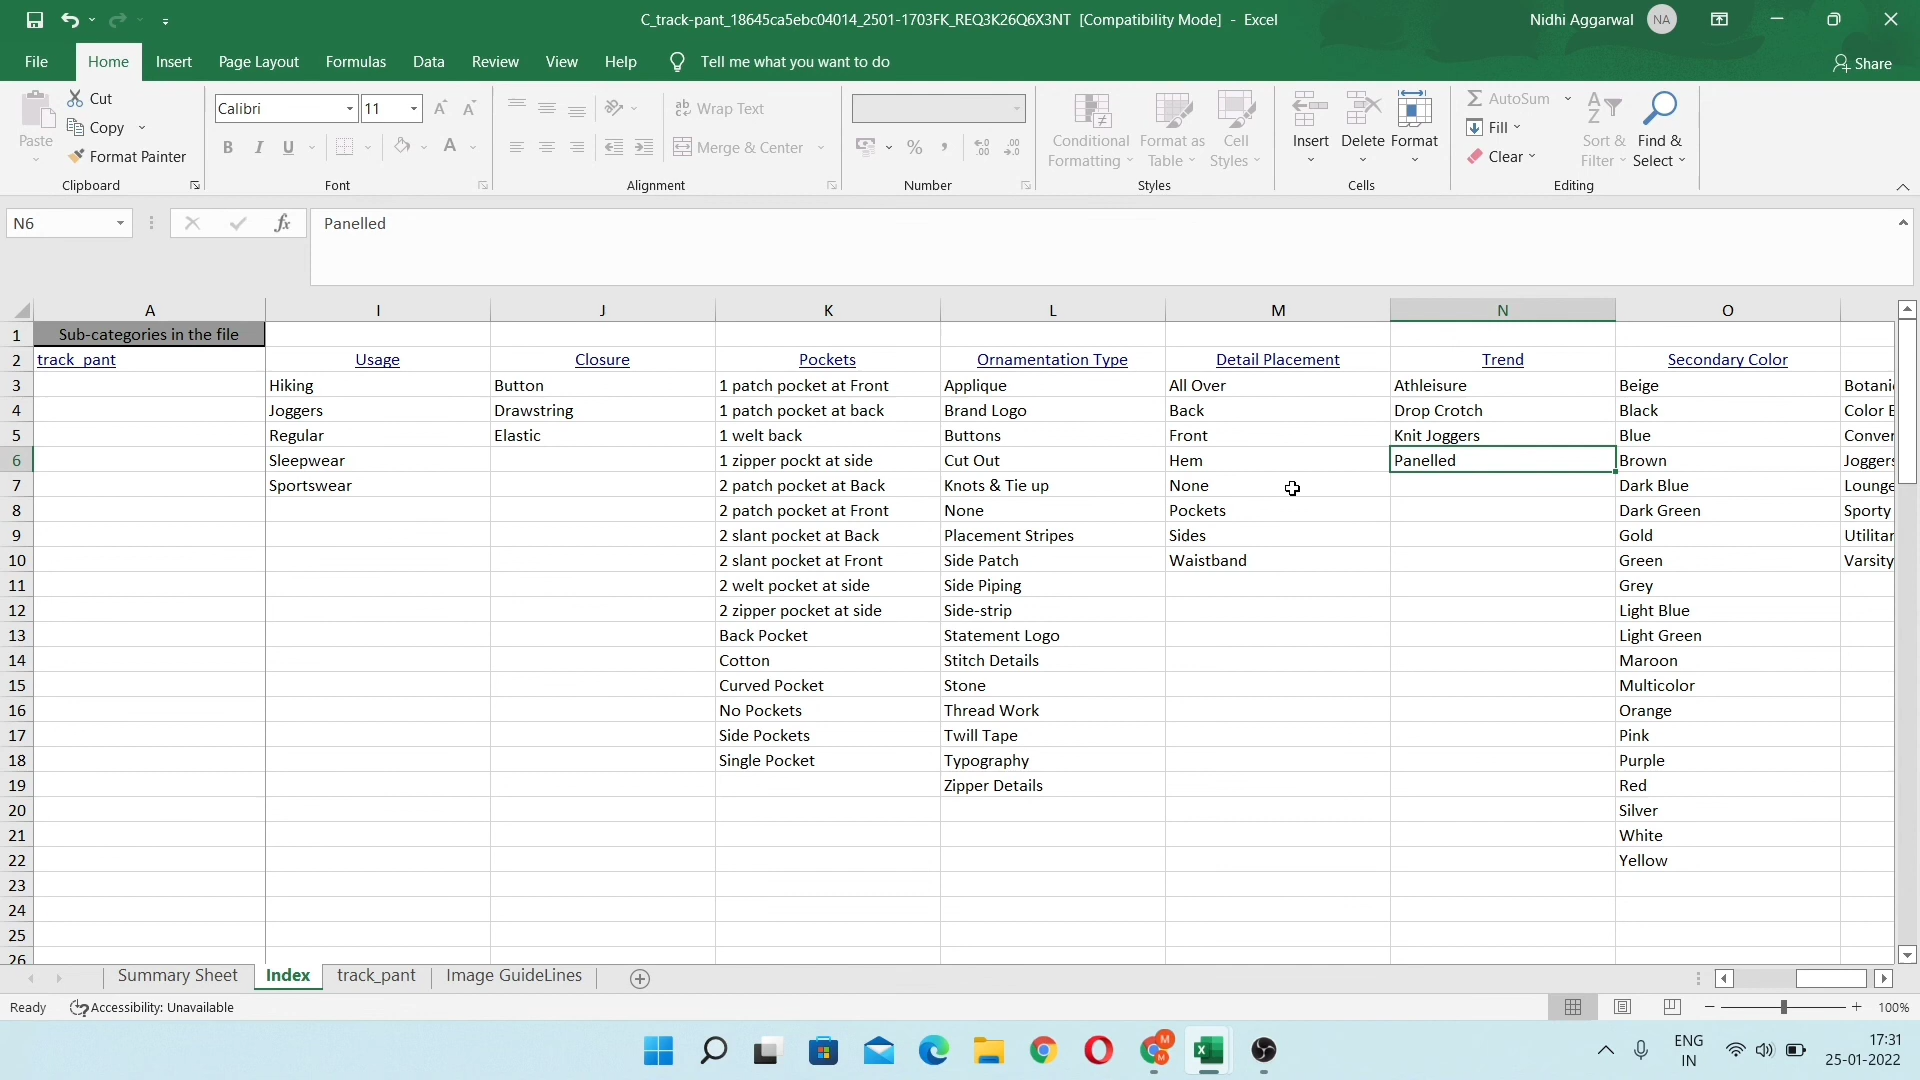 C_track-pant_18645ca5ebc04014_2501-1703FK_REQ3K26Q6X3NT [Compatibility Mode] - Excel
Nidhi Aggarwal NA
File Home Insert Page Layout Formulas Data Review View Help Tell me what you want to do Share
Paste Cut Calibri 11 Wrap Text Conditional Formatting Format as Table Cell Styles Insert Delete Format AutoSum Sort & Filter Find & Select
Copy Fill
Format Painter B I U A Merge & Center % , Clear
Clipboard Font Alignment Number Styles Cells Editing
N6 fx Panelled
A I J K L M N O
1 Sub-categories in the file
2 track_pant Usage Closure Pockets Ornamentation Type Detail Placement Trend Secondary Color
3 Hiking Button 1 patch pocket at Front Applique All Over Athleisure Beige Botani
4 Joggers Drawstring 1 patch pocket at back Brand Logo Back Drop Crotch Black Color
5 Regular Elastic 1 welt back Buttons Front Knit Joggers Blue Conver
6 Sleepwear 1 zipper pockt at side Cut Out Hem Panelled Brown Joggers
7 Sportswear 2 patch pocket at Back Knots & Tie up None Dark Blue Lounge
8 2 patch pocket at Front None Pockets Dark Green Sporty
9 2 slant pocket at Back Placement Stripes Sides Gold Utilitar
10 2 slant pocket at Front Side Patch Waistband Green Varsity
11 2 welt pocket at side Side Piping Grey
12 2 zipper pocket at side Side-strip Light Blue
13 Back Pocket Statement Logo Light Green
14 Cotton Stitch Details Maroon
15 Curved Pocket Stone Multicolor
16 No Pockets Thread Work Orange
17 Side Pockets Twill Tape Pink
18 Single Pocket Typography Purple
19 Zipper Details Red
20 Silver
21 White
22 Yellow
23
24
25
26
Summary Sheet Index track_pant Image GuideLines
Ready Accessibility: Unavailable 100%
ENG 17:31
IN 25-01-2022